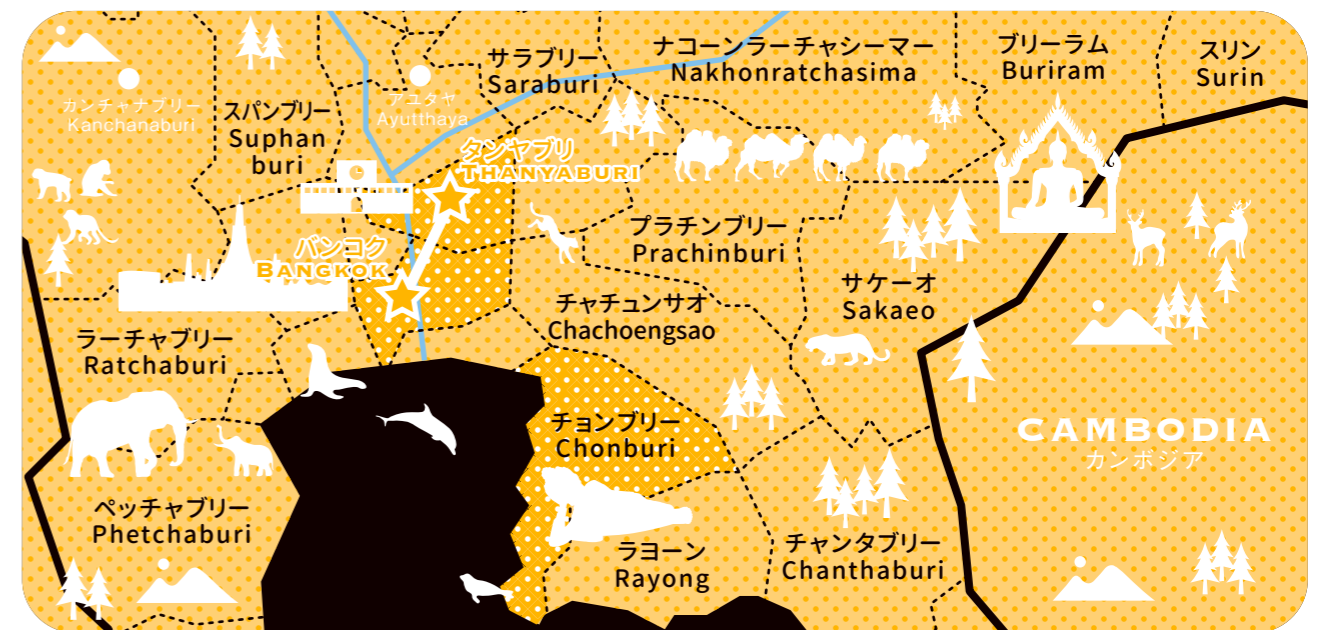 カンチャナブリー
Kanchanaburi
スパンブリー
Suphan
buri
アユタヤ
Ayutthaya
サラブリー
Saraburi
ナコーンラーチャシーマー
Nakhonratchasima
ブリーラム
Buriram
スリン
Surin
タンヤブリ
THANYABURI
バンコク
BANGKOK
プラチンブリー
Prachinburi
サケーオ
Sakaeo
チャチュンサオ
Chachoengsao
ラーチャブリー
Ratchaburi
チョンブリー
Chonburi
CAMBODIA
カンボジア
ペッチャブリー
Phetchaburi
ラヨーン
Rayong
チャンタブリー
Chanthaburi